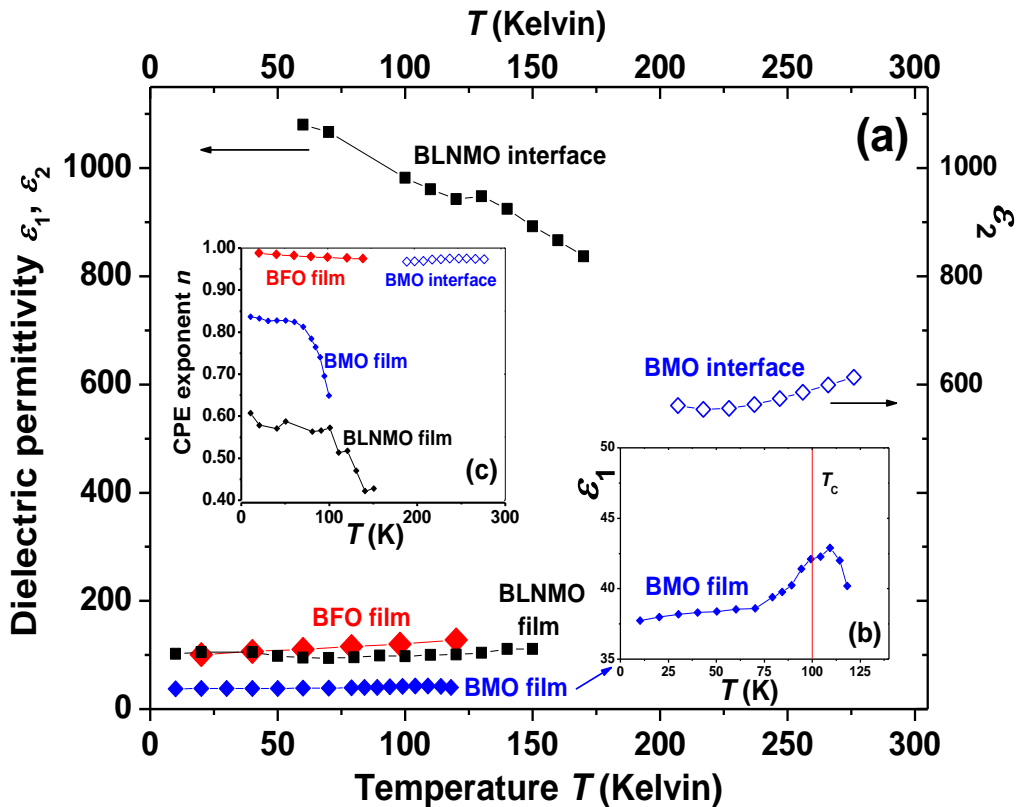 T (Kelvin)
0 50 100 150 200 250 300
(a)
Dielectric permittivity ε1, ε2
1000
800
600
400
200
0
BLNMO interface
1000
800
600
ε2
BMO interface
CPE exponent n
1.00
0.90
0.80
0.70
0.60
0.50
0.40
BFO film
BMO interface
BMO film
BLNMO film
(c)
0 100 200 300
T (K)
ε1
50
45
40
35
TC
BMO film
(b)
0 25 50 75 100 125
T (K)
BFO film
BLNMO
film
BMO film
0 50 100 150 200 250 300
Temperature T (Kelvin)